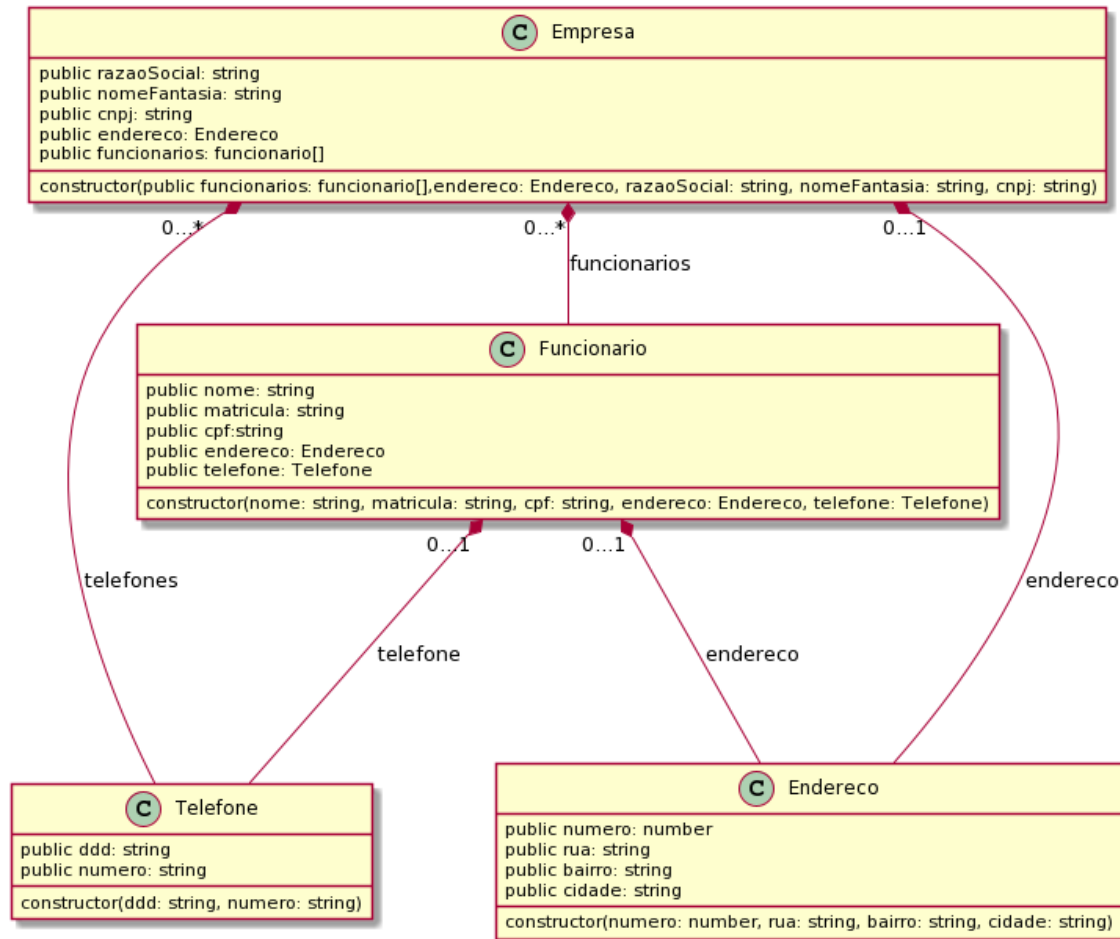 C Empresa
public razaoSocial: string
public nomeFantasia: string
public cnpj: string
public endereco: Endereco
public funcionarios: funcionario[]
constructor(public funcionarios: funcionario[],endereco: Endereco, razaoSocial: string, nomeFantasia: string, cnpj: string)
0...*
0...*
0...1
funcionarios
C Funcionario
public nome: string
public matricula: string
public cpf:string
public endereco: Endereco
public telefone: Telefone
constructor(nome: string, matricula: string, cpf: string, endereco: Endereco, telefone: Telefone)
0...1
0...1
telefones
endereco
telefone
endereco
C Telefone
public ddd: string
public numero: string
constructor(ddd: string, numero: string)
C Endereco
public numero: number
public rua: string
public bairro: string
public cidade: string
constructor(numero: number, rua: string, bairro: string, cidade: string)